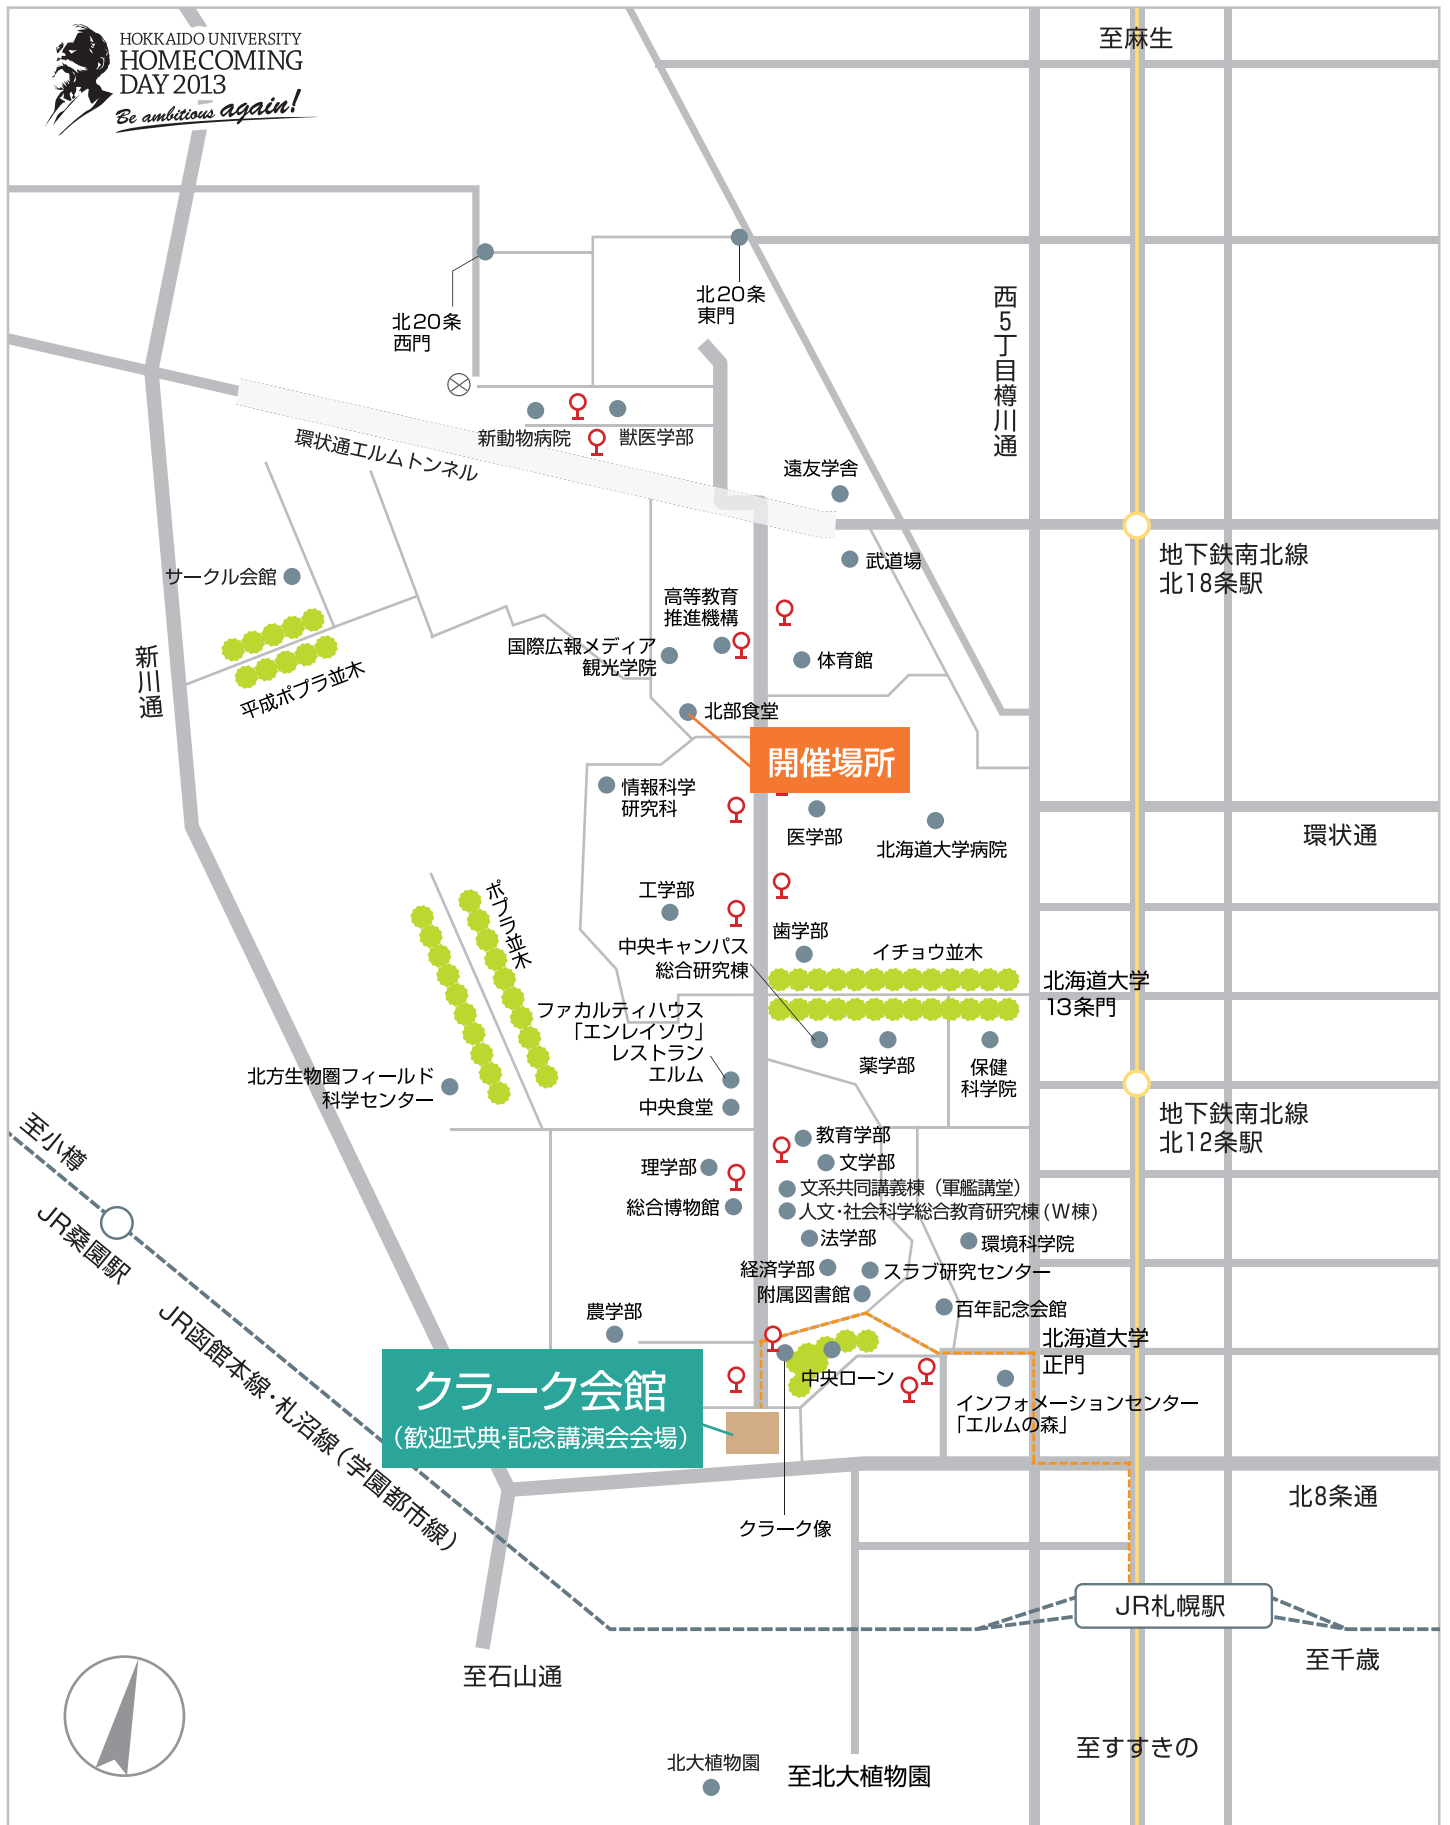 HOKKAIDO UNIVERSITY
HOMECOMING
DAY 2013
Be ambitious again!
至麻生
北20条
西門
北20条
東門
西5丁目樽川通
新動物病院
獣医学部
環状通エルムトンネル
遠友学舎
武道場
地下鉄南北線
北18条駅
サークル会館
高等教育
推進機構
国際広報メディア
観光学院
体育館
新川通
平成ポプラ並木
北部食堂
開催場所
情報科学
研究科
医学部
北海道大学病院
環状通
工学部
ポプラ並木
歯学部
中央キャンパス
総合研究棟
イチョウ並木
北海道大学
13条門
ファカルティハウス
「エンレイソウ」
レストラン
エルム
薬学部
保健
科学院
北方生物圏フィールド
科学センター
中央食堂
地下鉄南北線
北12条駅
至小樽
JR桑園駅
教育学部
文学部
理学部
文系共同講義棟（軍艦講堂）
総合博物館
人文・社会科学総合教育研究棟(W棟)
法学部
環境科学院
経済学部
スラブ研究センター
附属図書館
百年記念会館
農学部
北海道大学
正門
JR函館本線・札沼線（学園都市線）
クラーク会館
（歓迎式典・記念講演会会場）
中央ローン
インフォメーションセンター
「エルムの森」
北8条通
クラーク像
JR札幌駅
至千歳
至石山通
至すすきの
北大植物園
至北大植物園